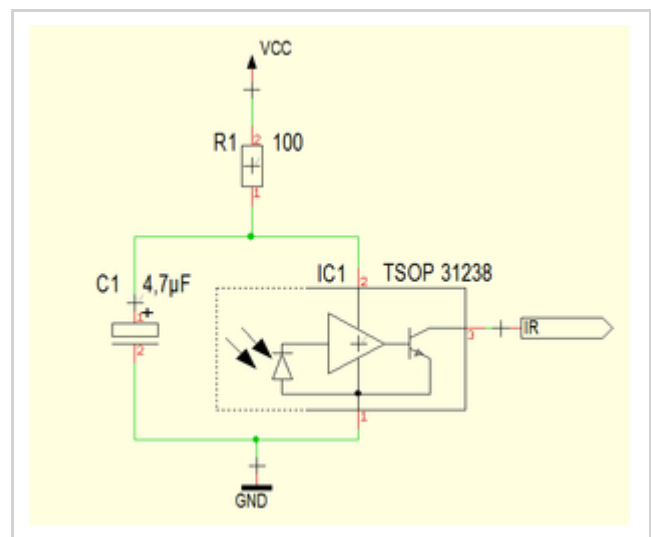 VCC
2
R1 100
1
IC1 2 TSOP 31238
C1 4,7µF
1 +
2
3 IR
1
GND